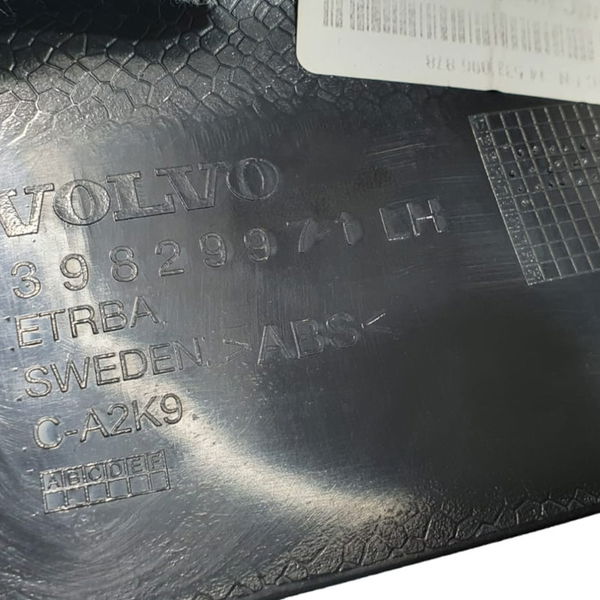 VOLVO
39829971 LH
ETRBA
SWEDEN >ABS<
C-A2K9
ABCDEF